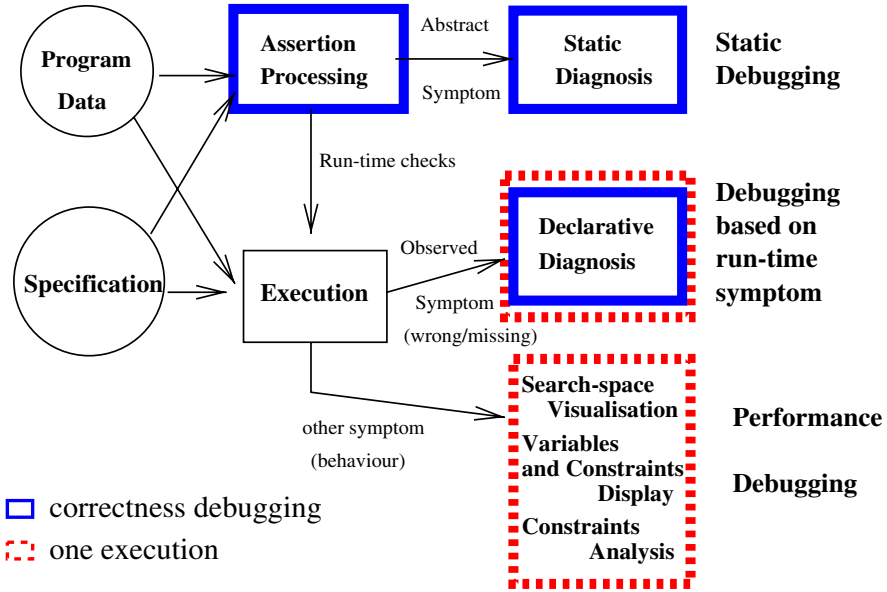 Program
Data
Assertion
Processing
Abstract
Symptom
Static
Diagnosis
Static
Debugging
Run-time checks
Specification
Execution
Observed
Symptom
(wrong/missing)
Declarative
Diagnosis
Debugging
based on
run-time
symptom
other symptom
(behaviour)
Search-space
Visualisation
Variables
and Constraints
Display
Constraints
Analysis
Performance
Debugging
correctness debugging
one execution